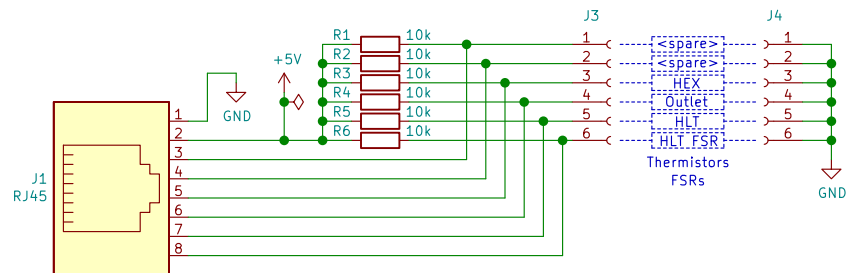 J3 J4
R1 10k 1 <spare> 1
+5V R2 10k 2 <spare> 2
R3 10k 3 HEX 3
R4 10k 4 Outlet 4
1 GND R5 10k 5 HLT 5
2 R6 10k 6 HLT FSR 6
3 Thermistors
J1 4 FSRs GND
RJ45 5
6
7
8